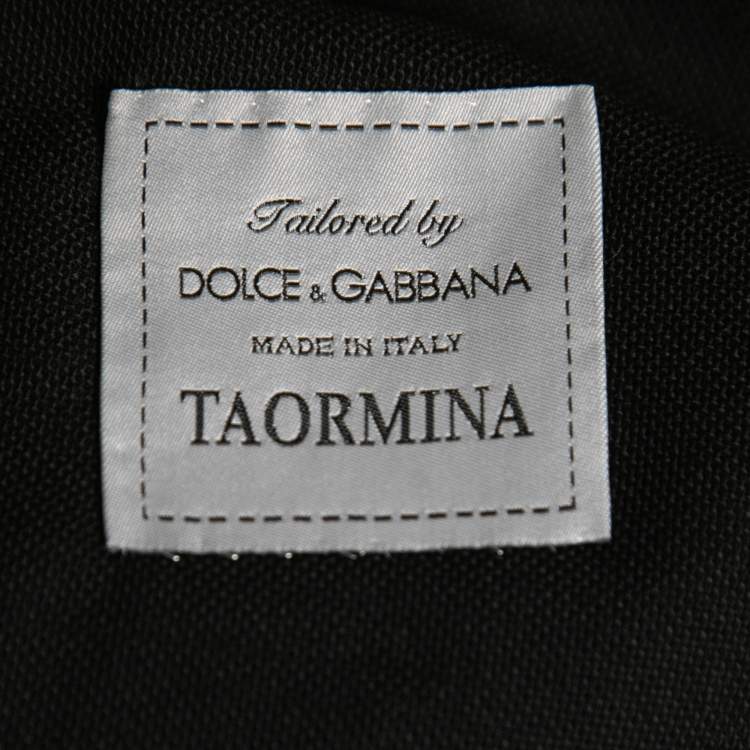 Tailored by
DOLCE & GABBANA
MADE IN ITALY
TAORMINA